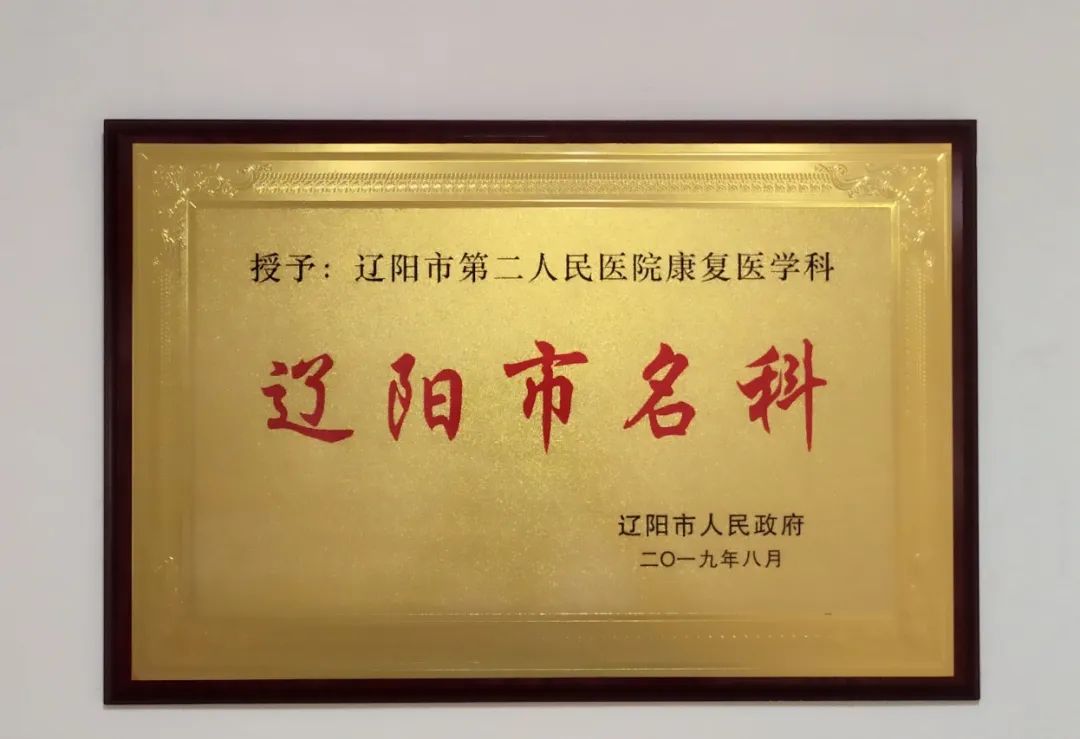 授予：辽阳市第二人民医院康复医学科
辽阳市名科
辽阳市人民政府
二〇一九年八月